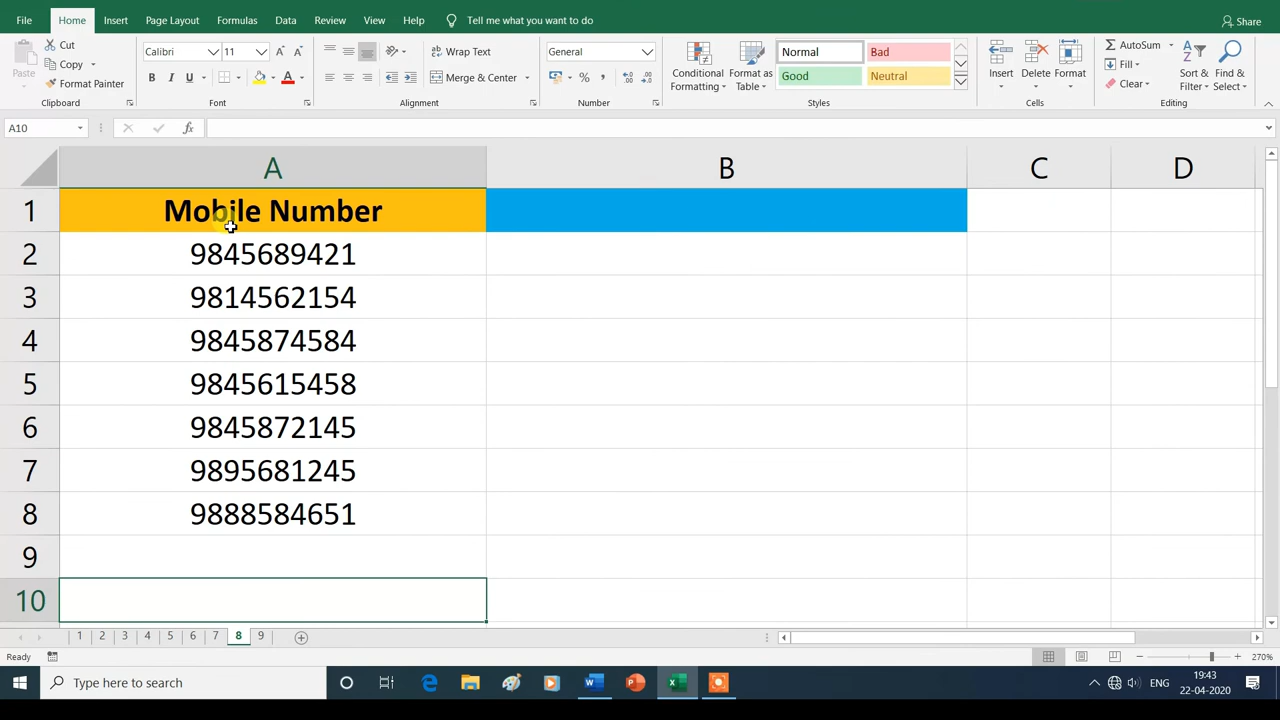 File Home Insert Page Layout Formulas Data Review View Help Tell me what you want to do Share
Paste Cut Copy Format Painter
Calibri 11
B I U A A A
Wrap Text
Merge & Center
General
% ,
Conditional Formatting
Format as Table
Normal Bad
Good Neutral
Insert Delete Format
AutoSum
Fill
Clear
Sort & Filter
Find & Select
Clipboard Font Alignment Number Styles Cells Editing
A10 fx
A B C D
1 Mobile Number
2 9845689421
3 9814562154
4 9845874584
5 9845615458
6 9845872145
7 9895681245
8 9888584651
9
10
1 2 3 4 5 6 7 8 9
Ready 270%
Type here to search ENG 19:43
22-04-2020